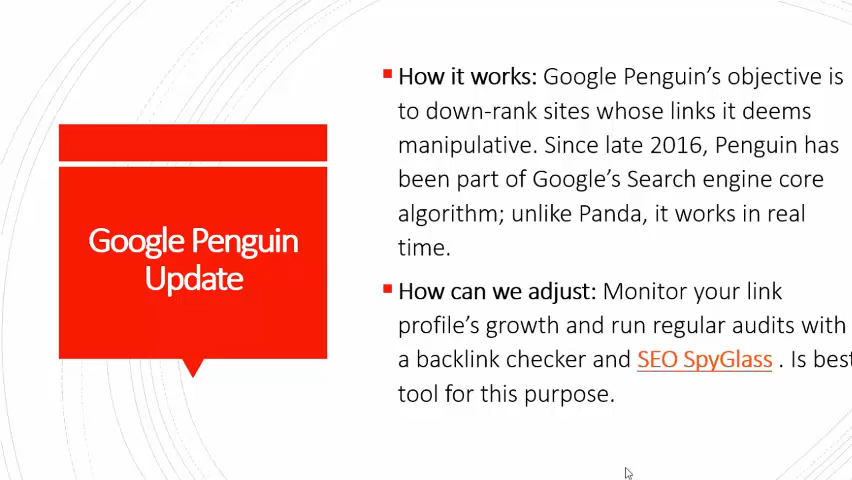 Google Penguin
Update
How it works: Google Penguin's objective is
to down-rank sites whose links it deems
manipulative. Since late 2016, Penguin has
been part of Google's Search engine core
algorithm; unlike Panda, it works in real
time.
How can we adjust: Monitor your link
profile's growth and run regular audits with
a backlink checker and SEO SpyGlass . Is best
tool for this purpose.